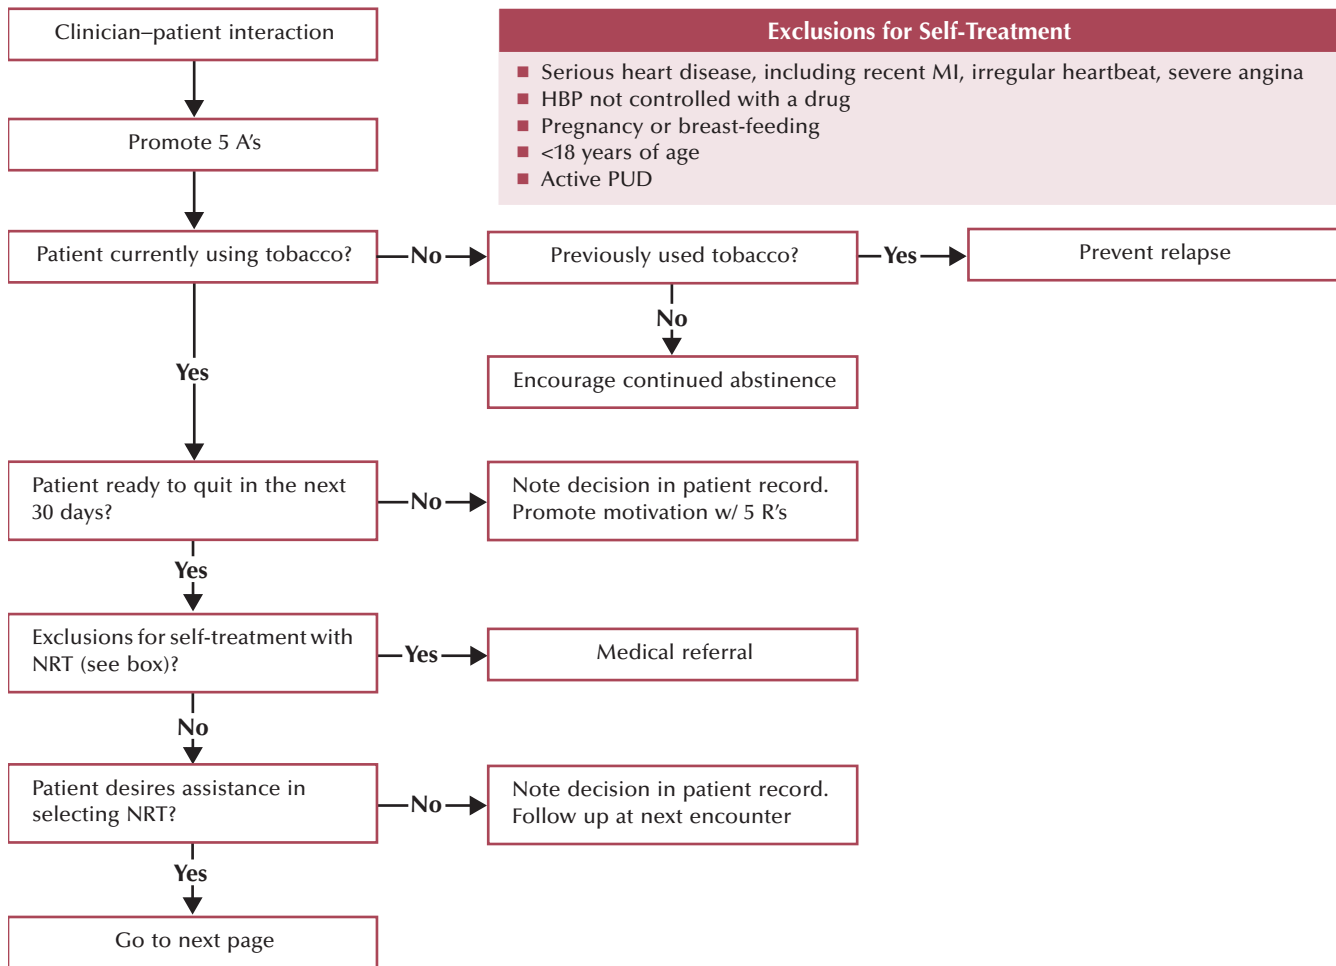 Clinician–patient interaction
Exclusions for Self-Treatment
■ Serious heart disease, including recent MI, irregular heartbeat, severe angina
■ HBP not controlled with a drug
■ Pregnancy or breast-feeding
■ <18 years of age
■ Active PUD
Promote 5 A's
Patient currently using tobacco?
No
Previously used tobacco?
Yes
Prevent relapse
No
Encourage continued abstinence
Yes
Patient ready to quit in the next
30 days?
No
Note decision in patient record.
Promote motivation w/ 5 R's
Yes
Exclusions for self-treatment with
NRT (see box)?
Yes
Medical referral
No
Patient desires assistance in
selecting NRT?
No
Note decision in patient record.
Follow up at next encounter
Yes
Go to next page